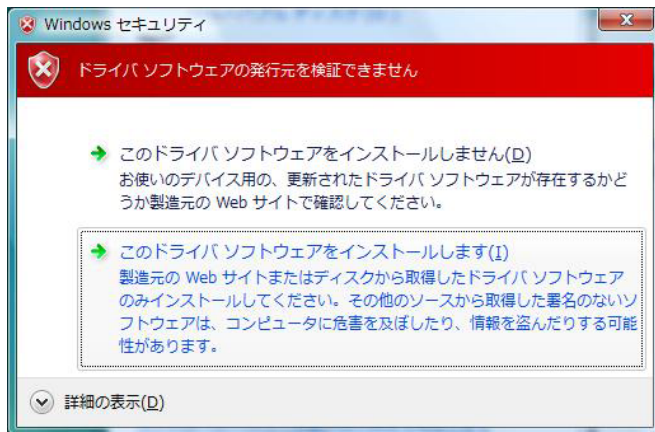 Windows セキュリティ
ドライバ ソフトウェアの発行元を検証できません
このドライバ ソフトウェアをインストールしません(D)
お使いのデバイス用の、更新されたドライバ ソフトウェアが存在するかど
うか製造元の Web サイトで確認してください。
このドライバ ソフトウェアをインストールします(I)
製造元の Web サイトまたはディスクから取得したドライバ ソフトウェア
のみインストールしてください。その他のソースから取得した署名のないソ
フトウェアは、コンピュータに危害を及ぼしたり、情報を盗んだりする可能
性があります。
詳細の表示(D)